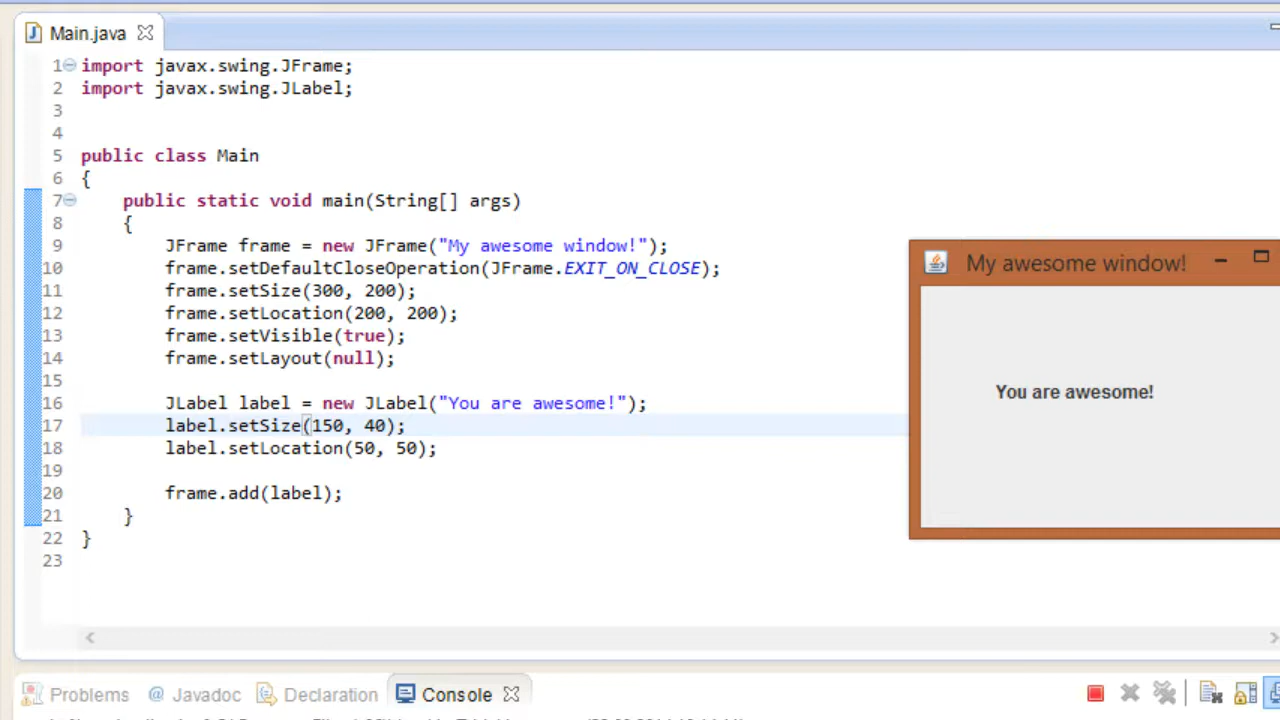 Main.java
1 import javax.swing.JFrame;
2 import javax.swing.JLabel;
3
4
5 public class Main
6 {
7 public static void main(String[] args)
8 {
9 JFrame frame = new JFrame("My awesome window!");
10 frame.setDefaultCloseOperation(JFrame.EXIT_ON_CLOSE);
11 frame.setSize(300, 200);
12 frame.setLocation(200, 200);
13 frame.setVisible(true);
14 frame.setLayout(null);
15
16 JLabel label = new JLabel("You are awesome!");
17 label.setSize(150, 40);
18 label.setLocation(50, 50);
19
20 frame.add(label);
21 }
22 }
23
My awesome window!
You are awesome!
Problems @ Javadoc Declaration Console